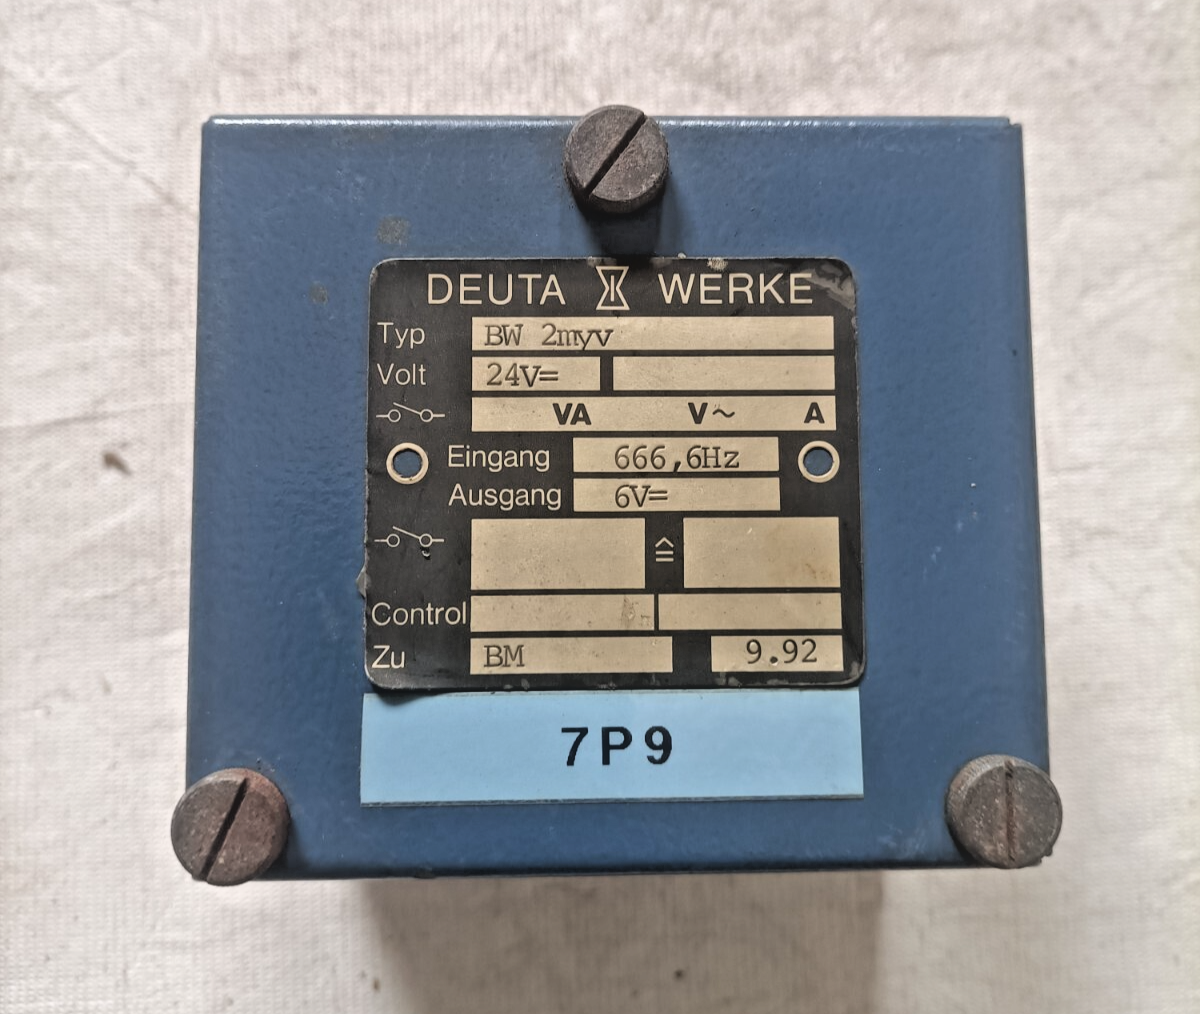 DEUTA WERKE
Typ BW 2myv
Volt 24V=
VA V~ A
Eingang 666,6Hz
Ausgang 6V=
≙
Control
Zu BM 9.92
7P9